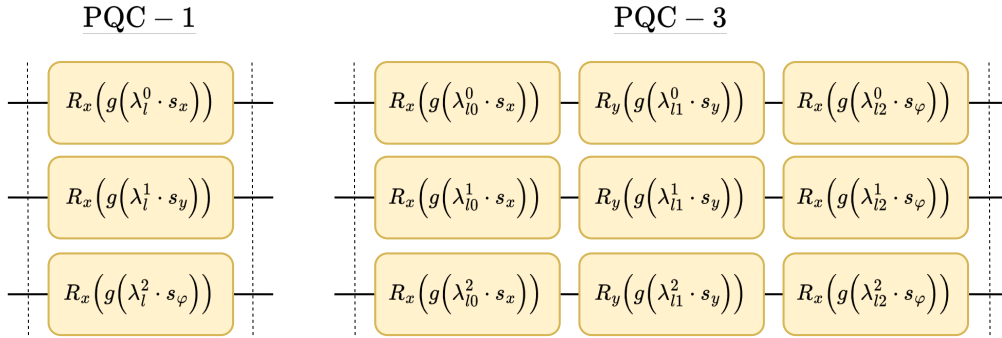 PQC − 1 PQC − 3
R_x(g(λ_l^0 · s_x)) R_x(g(λ_{l0}^0 · s_x)) R_y(g(λ_{l1}^0 · s_y)) R_x(g(λ_{l2}^0 · s_φ))
R_x(g(λ_l^1 · s_y)) R_x(g(λ_{l0}^1 · s_x)) R_y(g(λ_{l1}^1 · s_y)) R_x(g(λ_{l2}^1 · s_φ))
R_x(g(λ_l^2 · s_φ)) R_x(g(λ_{l0}^2 · s_x)) R_y(g(λ_{l1}^2 · s_y)) R_x(g(λ_{l2}^2 · s_φ))